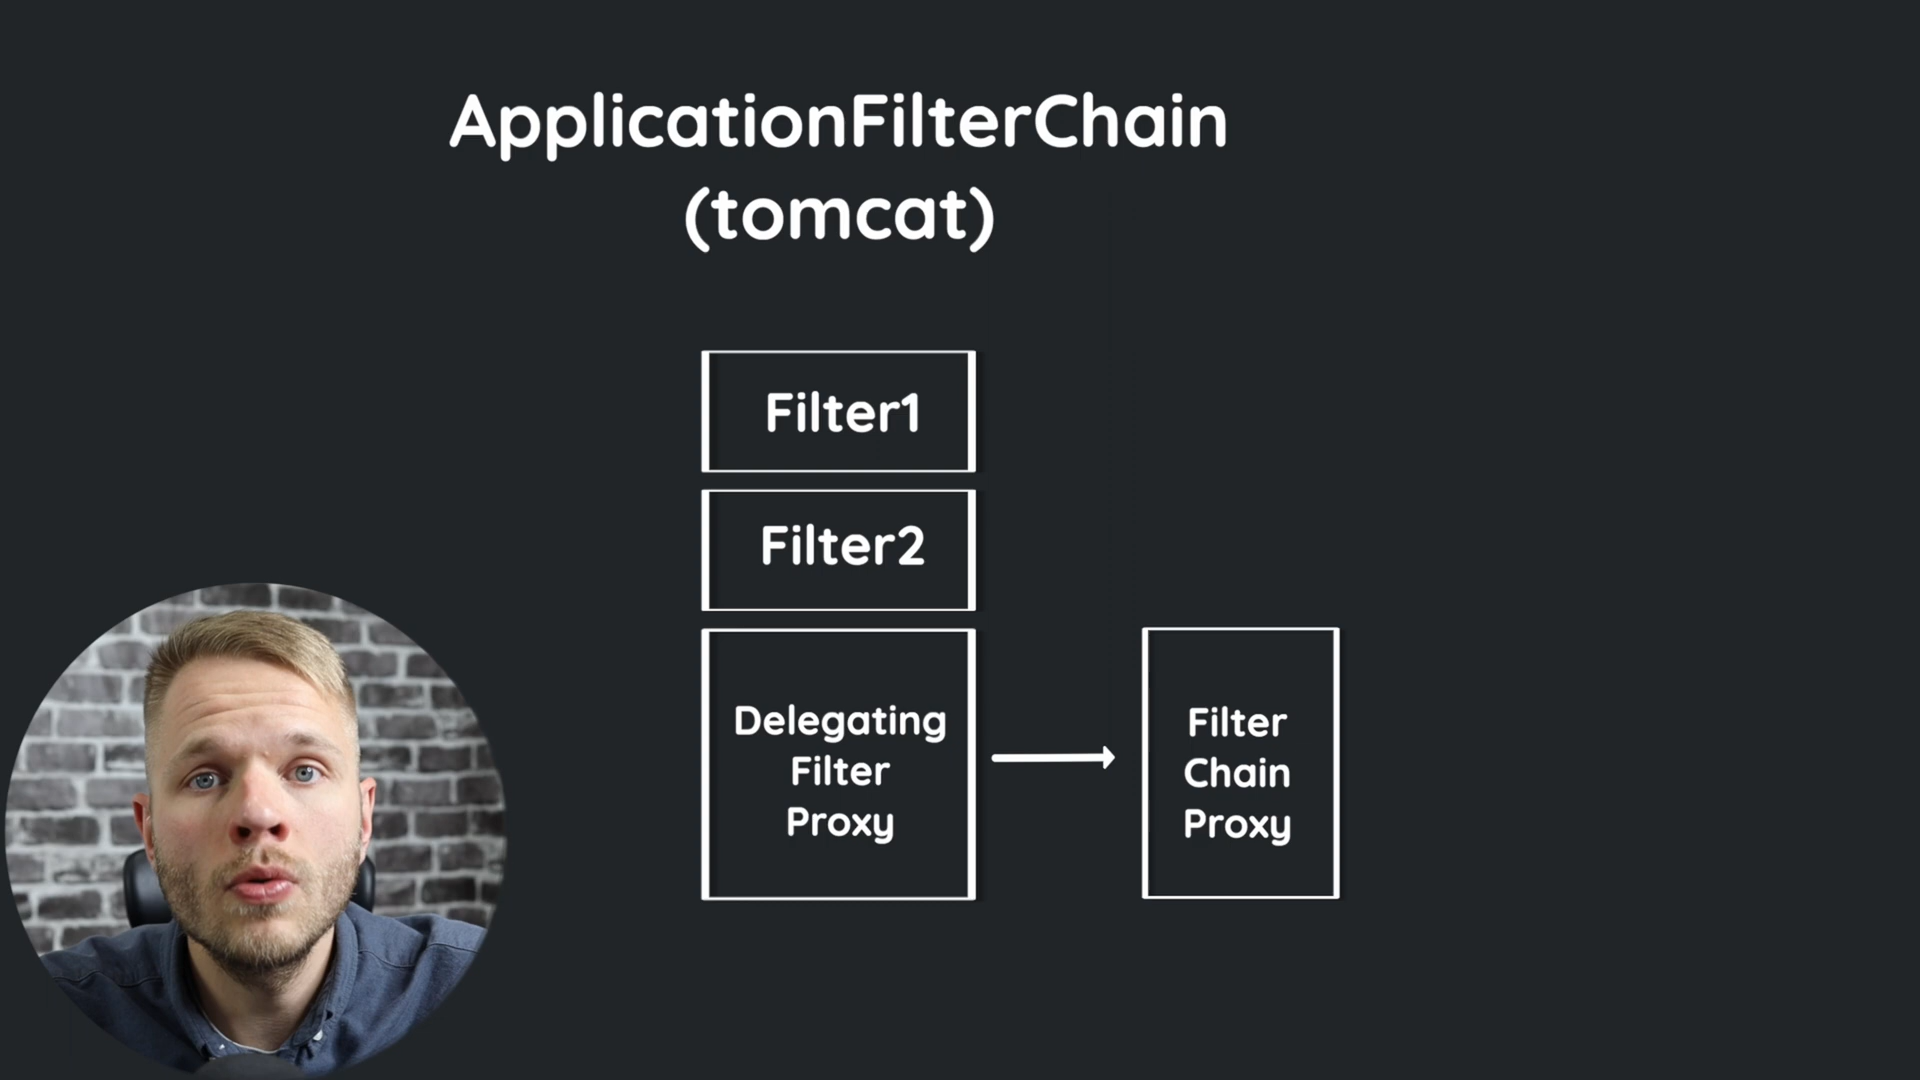 ApplicationFilterChain
(tomcat)
Filter1
Filter2
Delegating
Filter
Proxy
Filter
Chain
Proxy